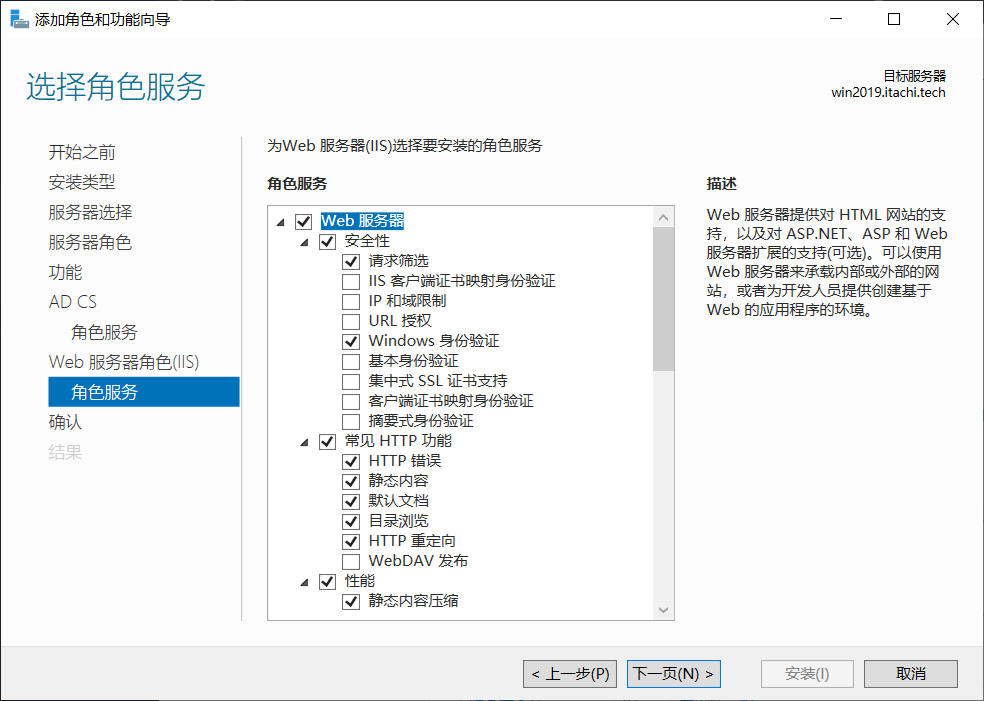 添加角色和功能向导
选择角色服务
目标服务器
win2019.itachi.tech
开始之前
安装类型
服务器选择
服务器角色
功能
AD CS
角色服务
Web 服务器角色(IIS)
角色服务
确认
结果
为Web 服务器(IIS)选择要安装的角色服务
角色服务
Web 服务器
安全性
请求筛选
IIS 客户端证书映射身份验证
IP 和域限制
URL 授权
Windows 身份验证
基本身份验证
集中式 SSL 证书支持
客户端证书映射身份验证
摘要式身份验证
常见 HTTP 功能
HTTP 错误
静态内容
默认文档
目录浏览
HTTP 重定向
WebDAV 发布
性能
静态内容压缩
描述
Web 服务器提供对 HTML 网站的支
持，以及对 ASP.NET、ASP 和 Web
服务器扩展的支持(可选)。可以使用
Web 服务器来承载内部或外部的网
站，或者为开发人员提供创建基于
Web 的应用程序的环境。
< 上一步(P)
下一页(N) >
安装(I)
取消